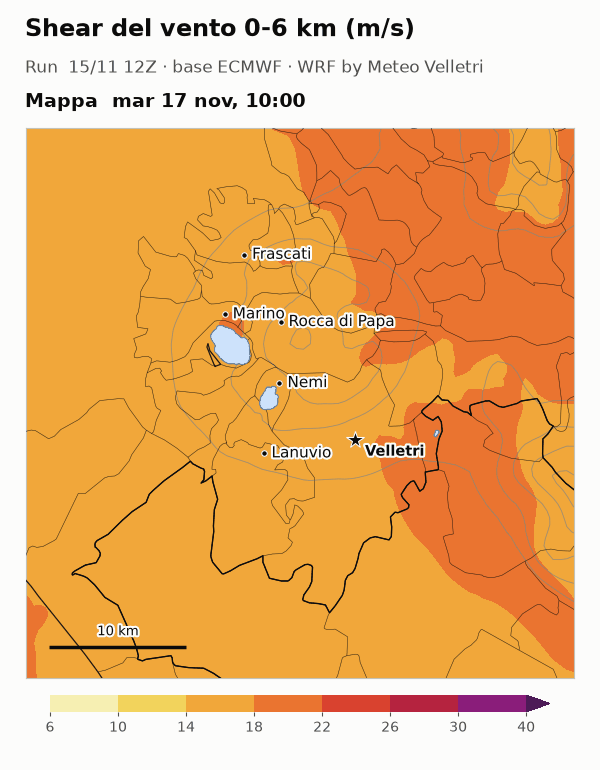 Shear del vento 0-6 km (m/s)
Run  15/11 12Z · base ECMWF · WRF by Meteo Velletri
Mappa  mar 17 nov, 10:00
Frascati
Marino
Rocca di Papa
Nemi
Velletri
Lanuvio
10 km
6 10 14 18 22 26 30 40